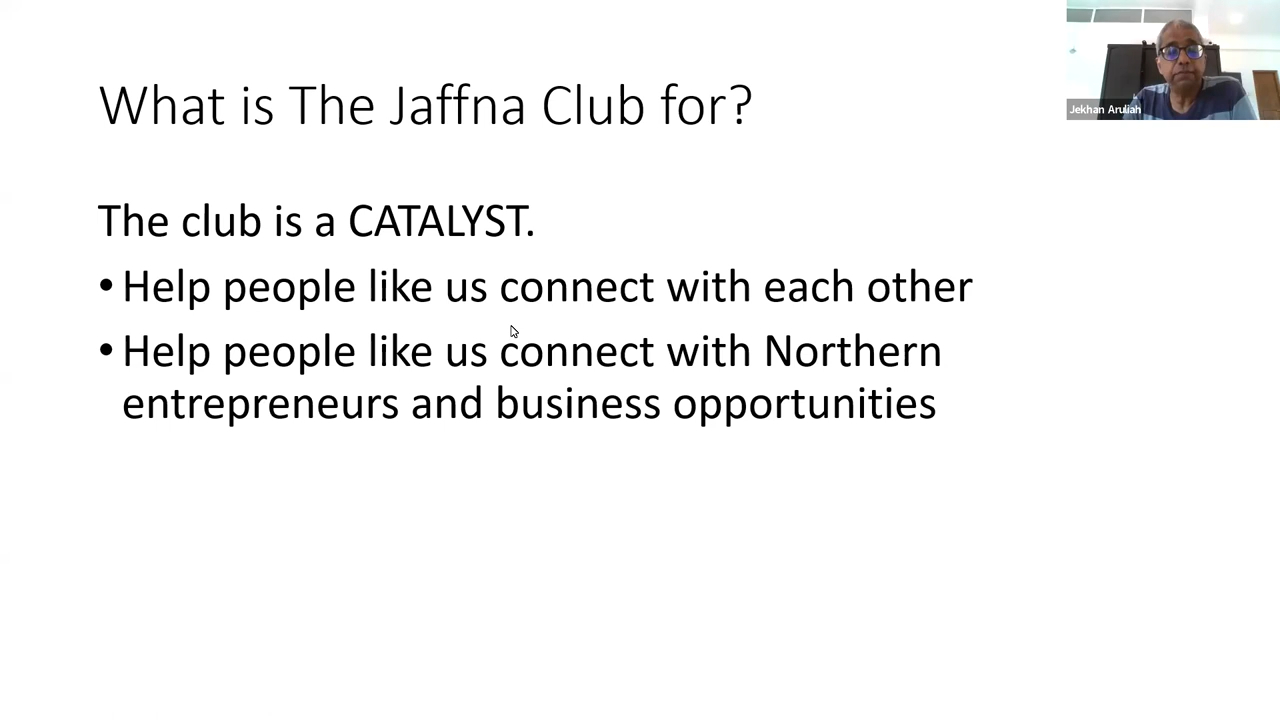 What is The Jaffna Club for?
Jekhan Aruliah
The club is a CATALYST.
• Help people like us connect with each other
• Help people like us connect with Northern
entrepreneurs and business opportunities